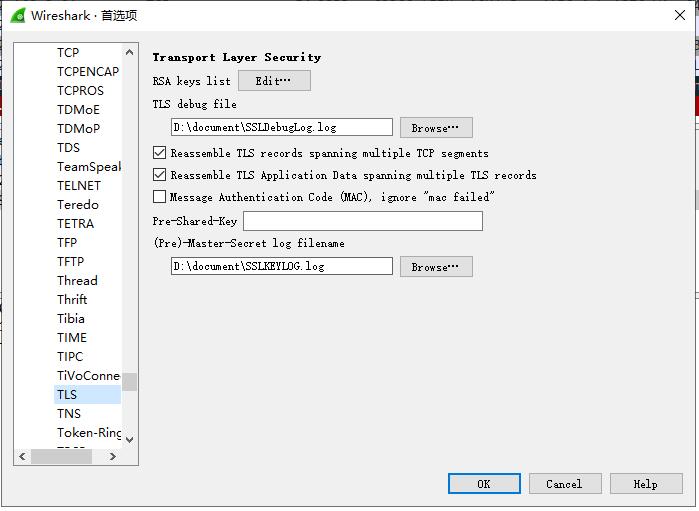 Wireshark · 首选项
TCP
TCPENCAP
TCPROS
TDMoE
TDMoP
TDS
TeamSpeak
TELNET
Teredo
TETRA
TFP
TFTP
Thread
Thrift
Tibia
TIME
TIPC
TiVoConne
TLS
TNS
Token-Ring
Transport Layer Security
RSA keys list Edit…
TLS debug file
D:\document\SSLDebugLog.log Browse…
Reassemble TLS records spanning multiple TCP segments
Reassemble TLS Application Data spanning multiple TLS records
Message Authentication Code (MAC), ignore "mac failed"
Pre-Shared-Key
(Pre)-Master-Secret log filename
D:\document\SSLKEYLOG.log Browse…
OK Cancel Help